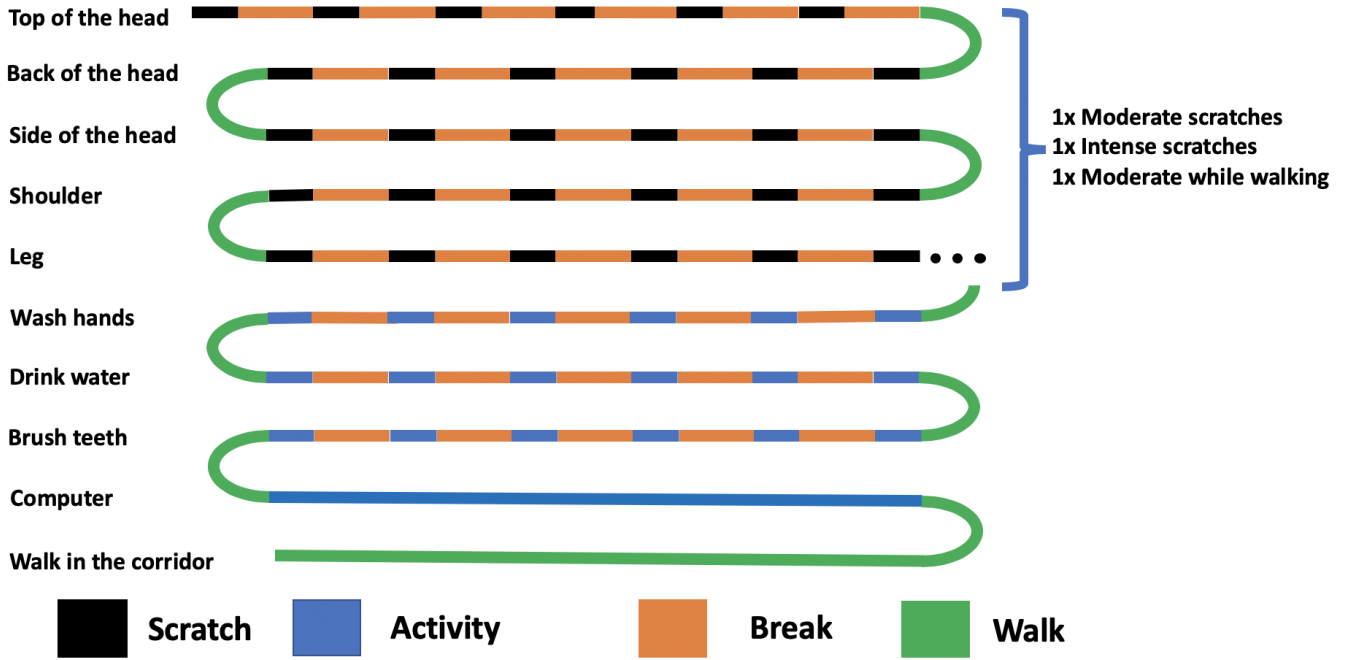 Top of the head
Back of the head
Side of the head
Shoulder
Leg
Wash hands
Drink water
Brush teeth
Computer
Walk in the corridor
1x Moderate scratches
1x Intense scratches
1x Moderate while walking
Scratch
Activity
Break
Walk